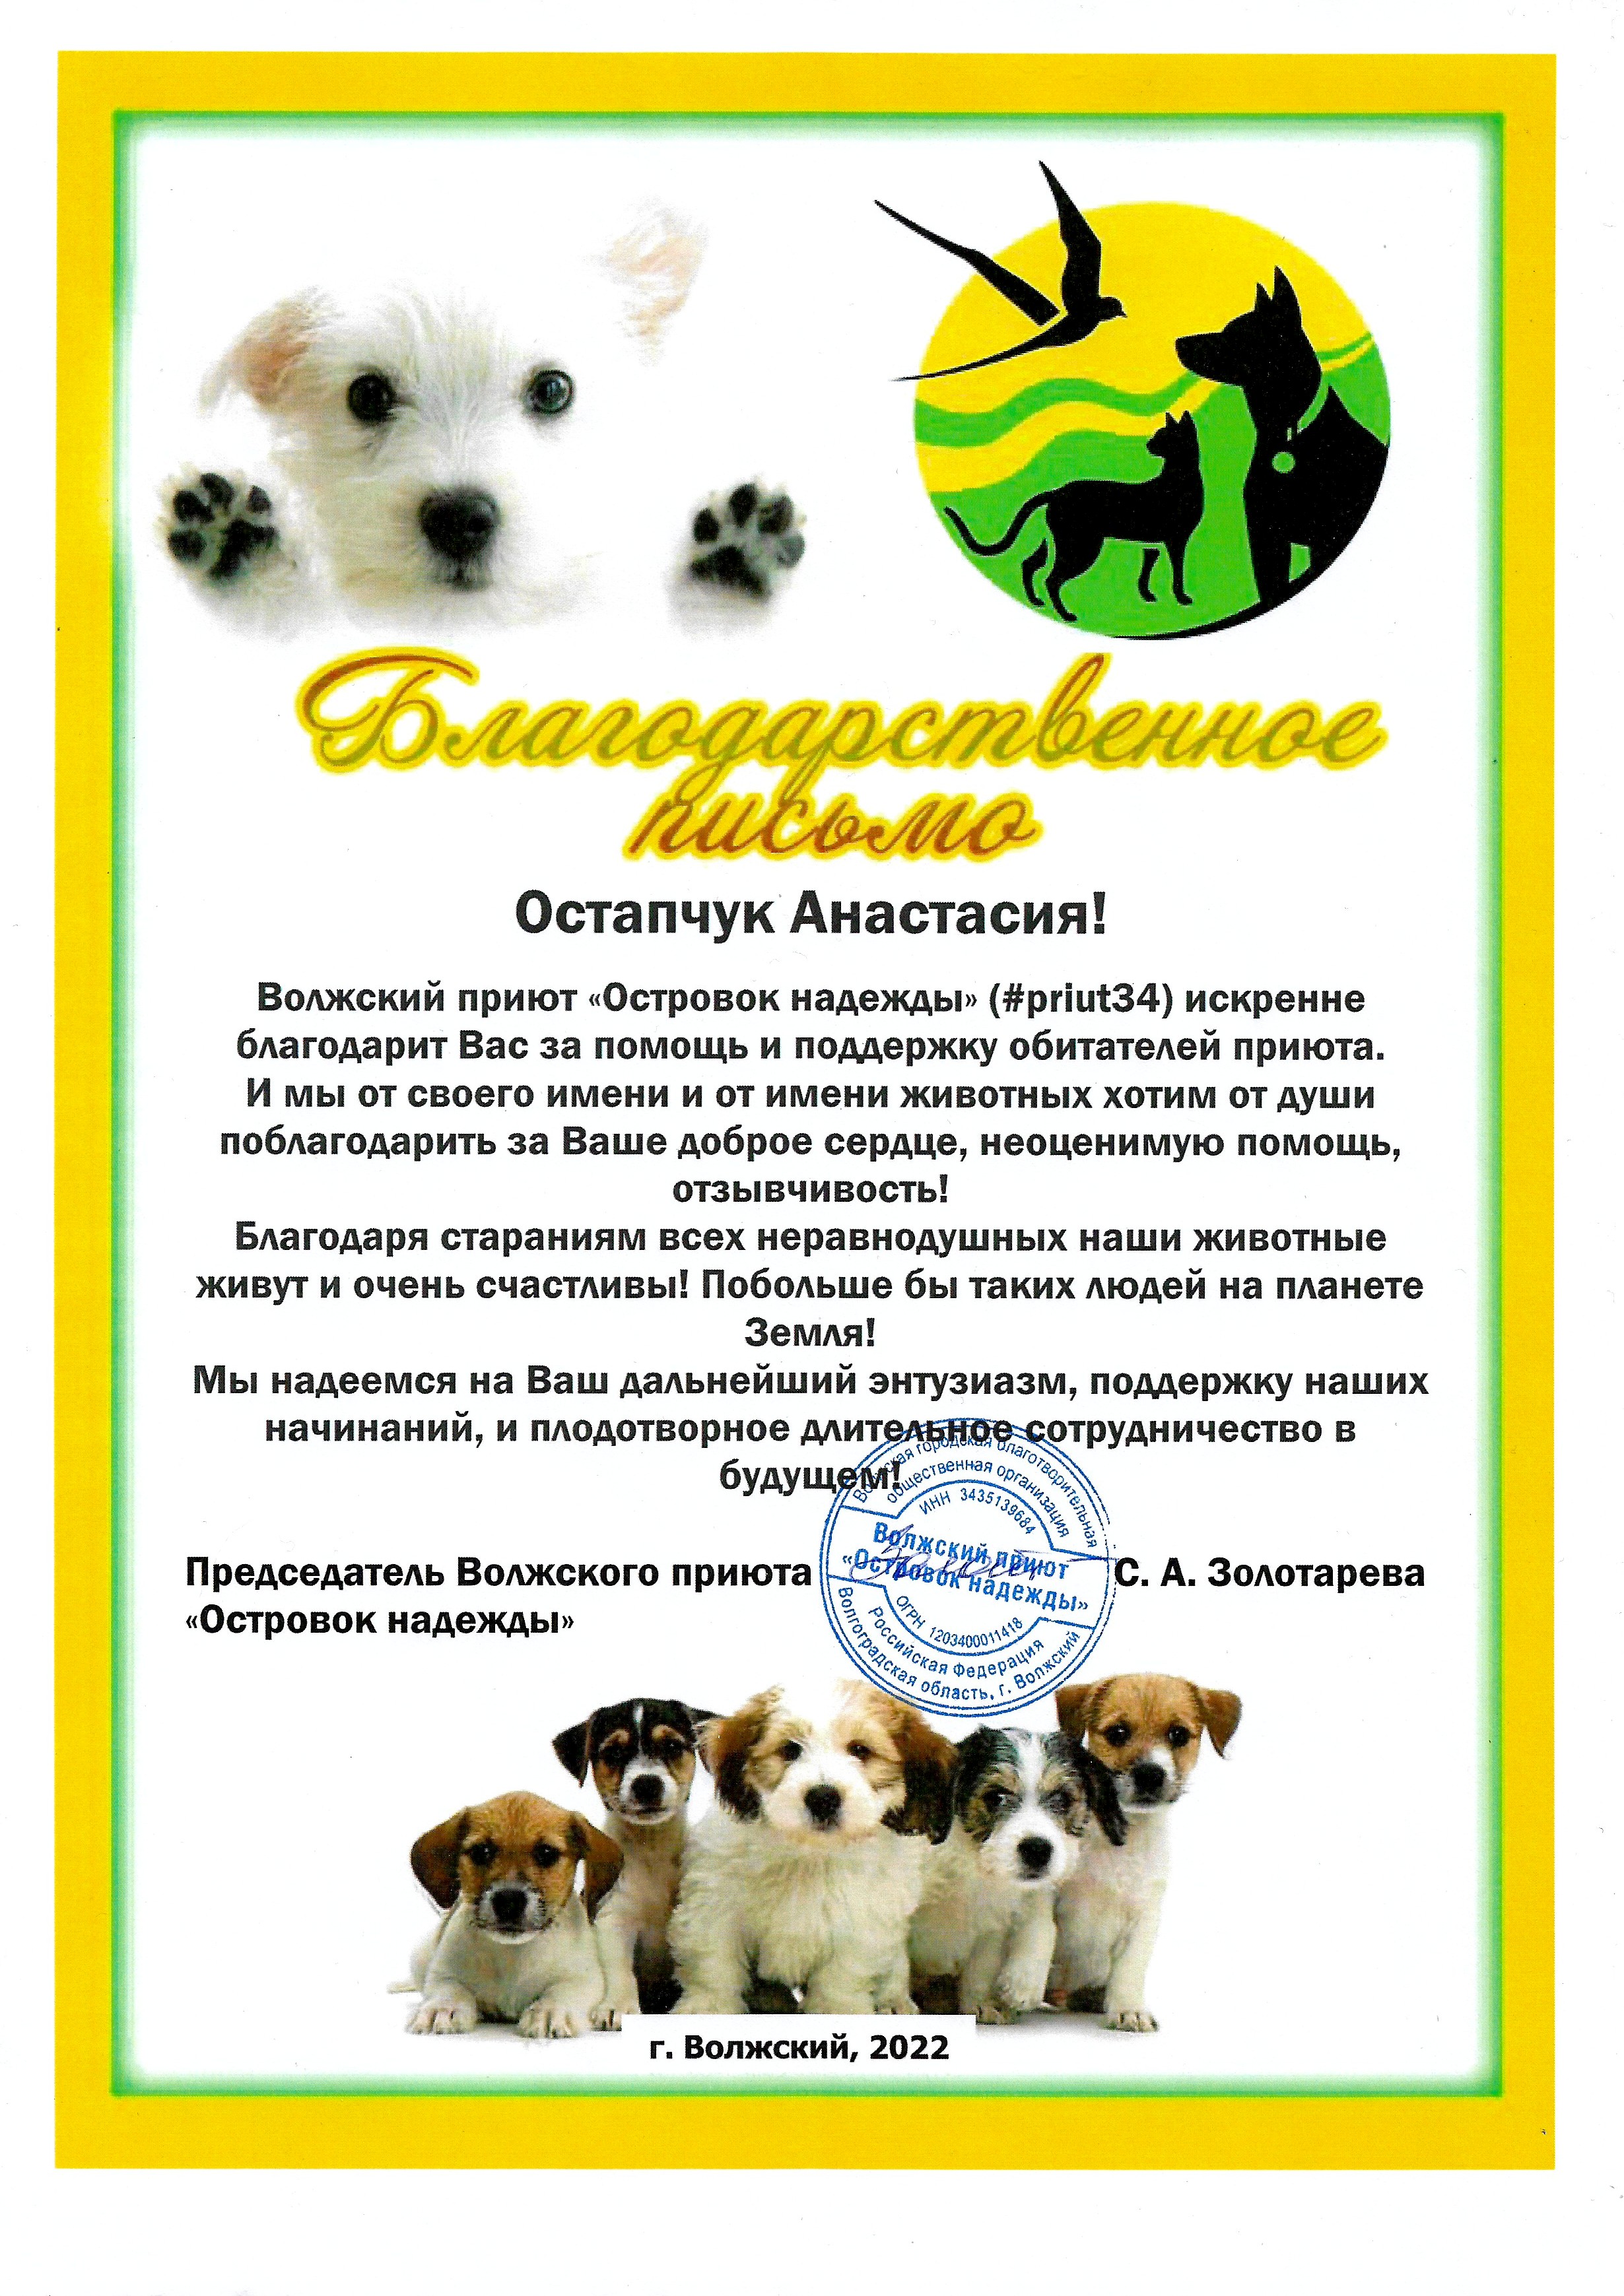 Благодарственное
письмо
Остапчук Анастасия!
Волжский приют «Островок надежды» (#priut34) искренне
благодарит Вас за помощь и поддержку обитателей приюта.
И мы от своего имени и от имени животных хотим от души
поблагодарить за Ваше доброе сердце, неоценимую помощь,
отзывчивость!
Благодаря стараниям всех неравнодушных наши животные
живут и очень счастливы! Побольше бы таких людей на планете
Земля!
Мы надеемся на Ваш дальнейший энтузиазм, поддержку наших
начинаний, и плодотворное длительное сотрудничество в
будущем!
Председатель Волжского приюта
«Островок надежды»
С. А. Золотарева
Волжская городская благотворительная
общественная организация
ИНН 3435139684
Волжский приют
«Островок надежды»
ОГРН 1203400011418
Российская Федерация
Волгоградская область, г. Волжский
г. Волжский, 2022